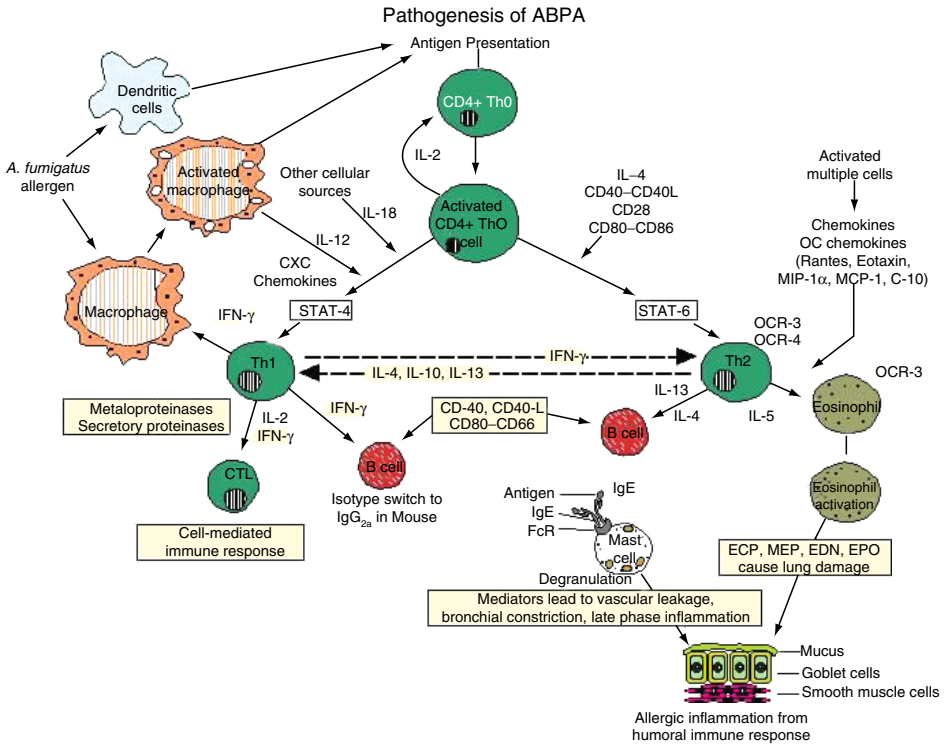 Pathogenesis of ABPA
Antigen Presentation
Dendritic
cells
CD4+ Th0
A. fumigatus
allergen
Activated
macrophage
Other cellular
sources
IL-2
IL-18
IL-12
CXC
Chemokines
Activated
CD4+ ThO
cell
IL–4
CD40–CD40L
CD28
CD80–CD86
Activated
multiple cells
Chemokines
OC chemokines
(Rantes, Eotaxin,
MIP-1α, MCP-1, C-10)
Macrophage
IFN-γ
STAT-4
STAT-6
OCR-3
OCR-4
Th1
IFN-γ
IL-4, IL-10, IL-13
Th2
OCR-3
Metaloproteinases
Secretory proteinases
IL-2
IFN-γ
IFN-γ
CD-40, CD40-L
CD80–CD66
IL-13
IL-4
IL-5
Eosinophil
B cell
B cell
CTL
Isotype switch to
IgG2a in Mouse
Cell-mediated
immune response
Antigen
IgE
IgE
FcR
Mast
cell
Degranulation
Eosinophil
activation
ECP, MEP, EDN, EPO
cause lung damage
Mediators lead to vascular leakage,
bronchial constriction, late phase inflammation
Mucus
Goblet cells
Smooth muscle cells
Allergic inflammation from
humoral immune response